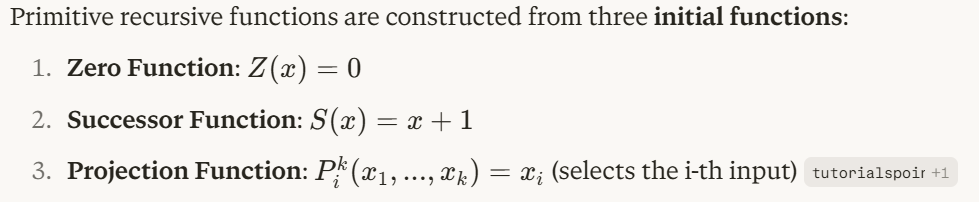 Primitive recursive functions are constructed from three initial functions:
1. Zero Function: Z(x) = 0
2. Successor Function: S(x) = x + 1
3. Projection Function: P_i^k(x_1, ..., x_k) = x_i (selects the i-th input) tutorialspoir +1